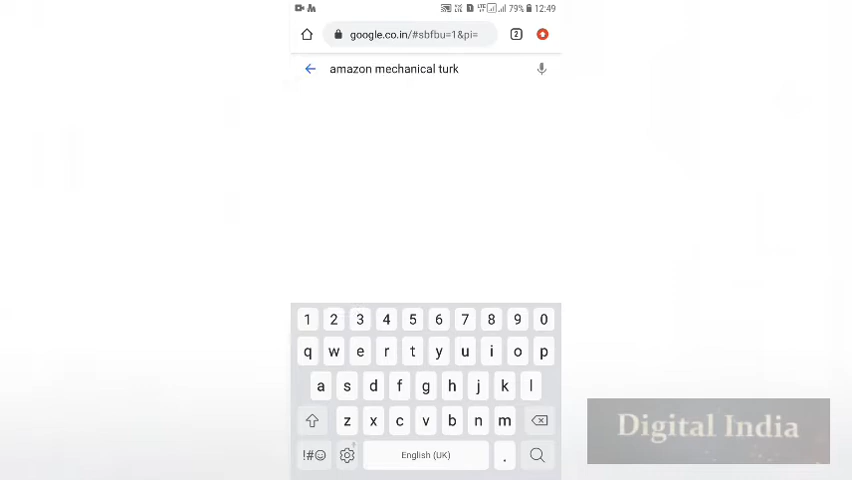 79% 12:49
google.co.in/#sbfbu=1&pi=
2
amazon mechanical turk
1 2 3 4 5 6 7 8 9 0
q w e r t y u i o p
a s d f g h j k l
z x c v b n m
!#☺ English (UK) .
Digital India